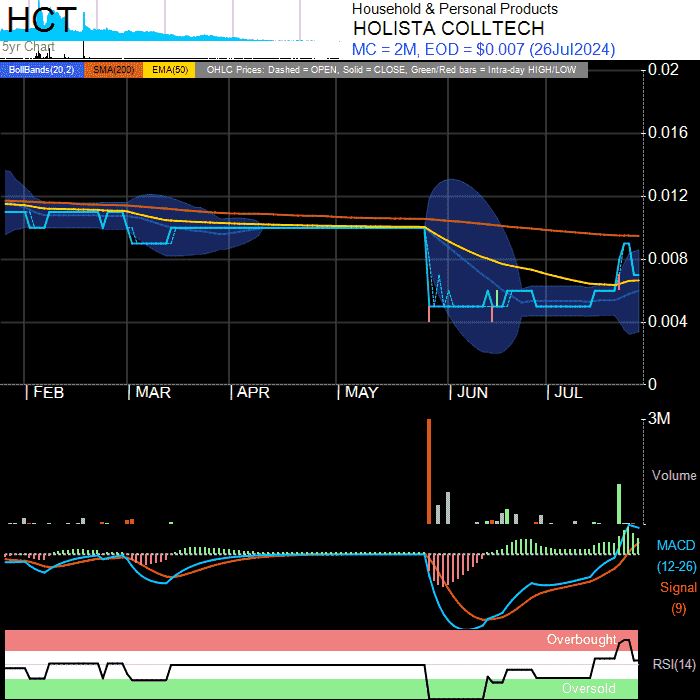 HCT
5yr Chart
Household & Personal Products
HOLISTA COLLTECH
MC = 2M, EOD = $0.007 (26Jul2024)
BollBands(20,2) SMA(200) EMA(50) OHLC Prices: Dashed = OPEN, Solid = CLOSE, Green/Red bars = Intra-day HIGH/LOW
0.02
0.016
0.012
0.008
0.004
0
FEB MAR APR MAY JUN JUL
3M
Volume
MACD
(12-26)
Signal
(9)
Overbought
RSI(14)
Oversold